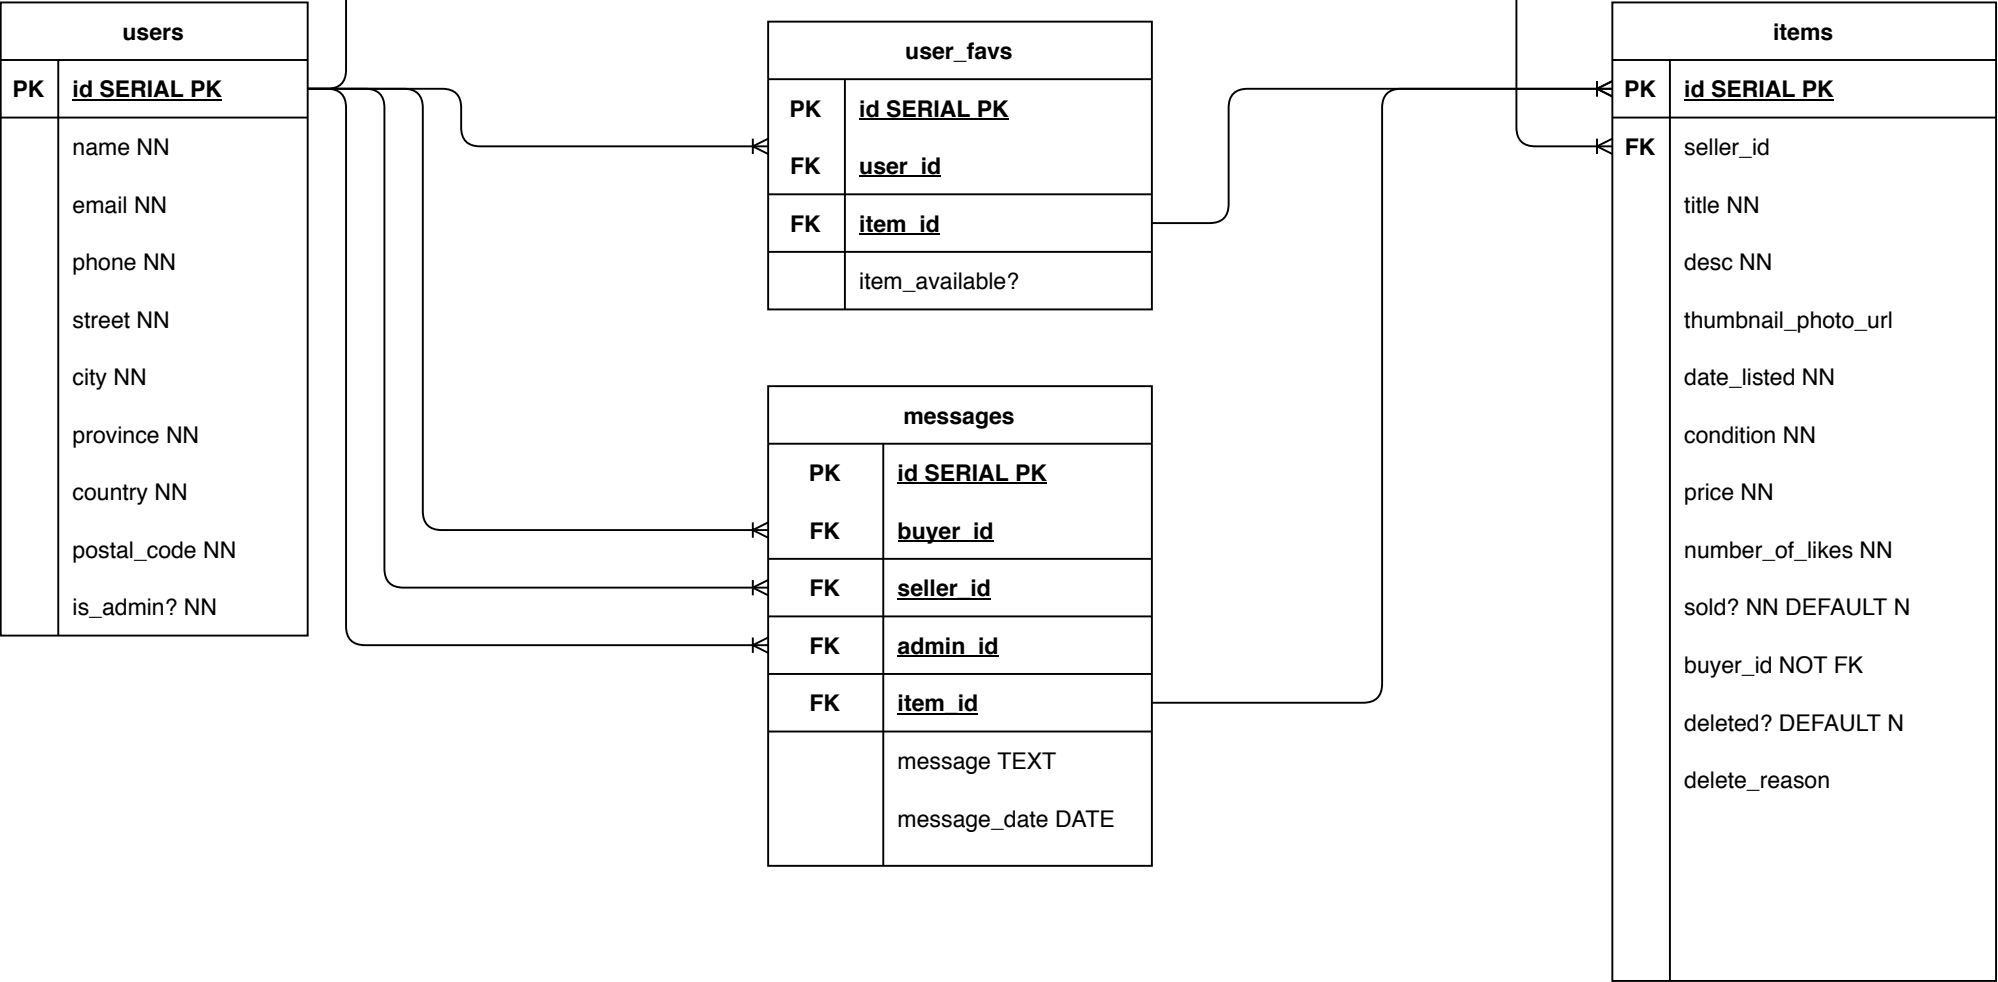 users
PK id SERIAL PK
name NN
email NN
phone NN
street NN
city NN
province NN
country NN
postal_code NN
is_admin? NN
user_favs
PK id SERIAL PK
FK user_id
FK item_id
item_available?
messages
PK id SERIAL PK
FK buyer_id
FK seller_id
FK admin_id
FK item_id
message TEXT
message_date DATE
items
PK id SERIAL PK
FK seller_id
title NN
desc NN
thumbnail_photo_url
date_listed NN
condition NN
price NN
number_of_likes NN
sold? NN DEFAULT N
buyer_id NOT FK
deleted? DEFAULT N
delete_reason